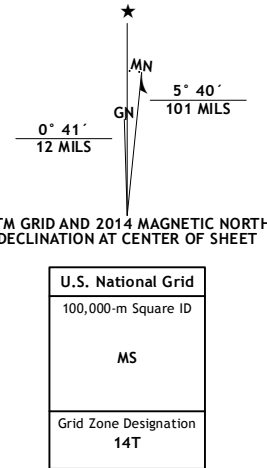 MN
GN
5° 40´
101 MILS
0° 41´
12 MILS
TM GRID AND 2014 MAGNETIC NORTH
DECLINATION AT CENTER OF SHEET
U.S. National Grid
100,000-m Square ID
MS
Grid Zone Designation
14T